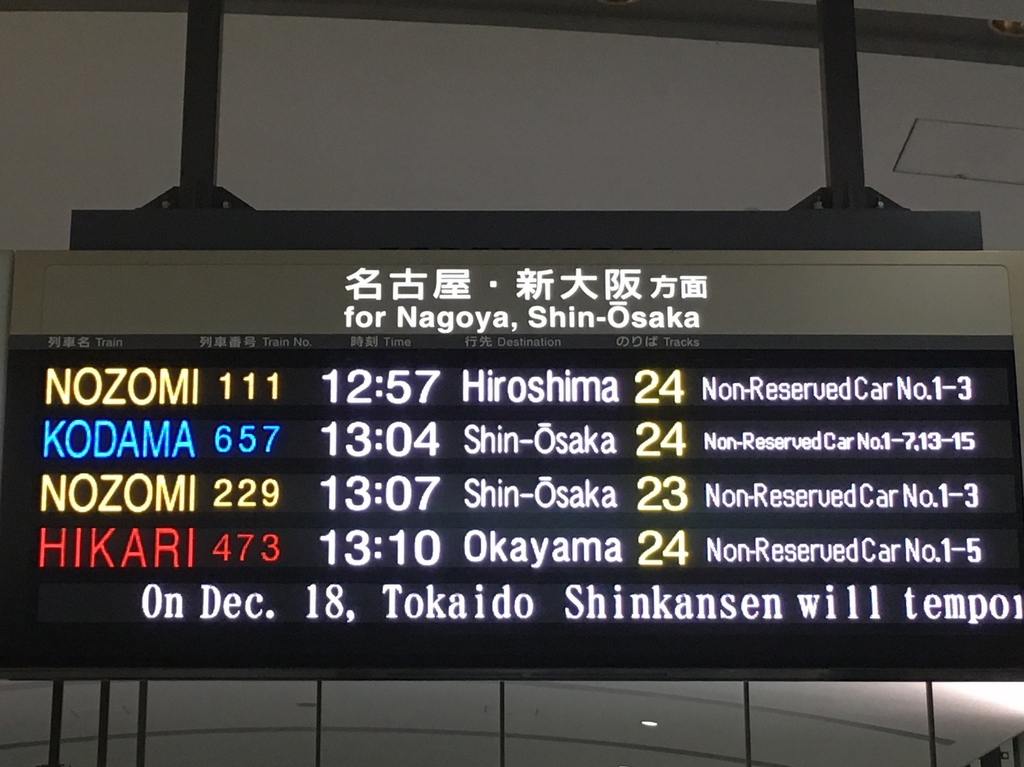 名古屋・新大阪方面
for Nagoya, Shin-Ōsaka
列車名 Train 列車番号 Train No. 時刻 Time 行先 Destination のりば Tracks
NOZOMI 111 12:57 Hiroshima 24 Non-Reserved Car No.1-3
KODAMA 657 13:04 Shin-Ōsaka 24 Non-Reserved Car No.1-7,13-15
NOZOMI 229 13:07 Shin-Ōsaka 23 Non-Reserved Car No.1-3
HIKARI 473 13:10 Okayama 24 Non-Reserved Car No.1-5
On Dec. 18, Tokaido Shinkansen will